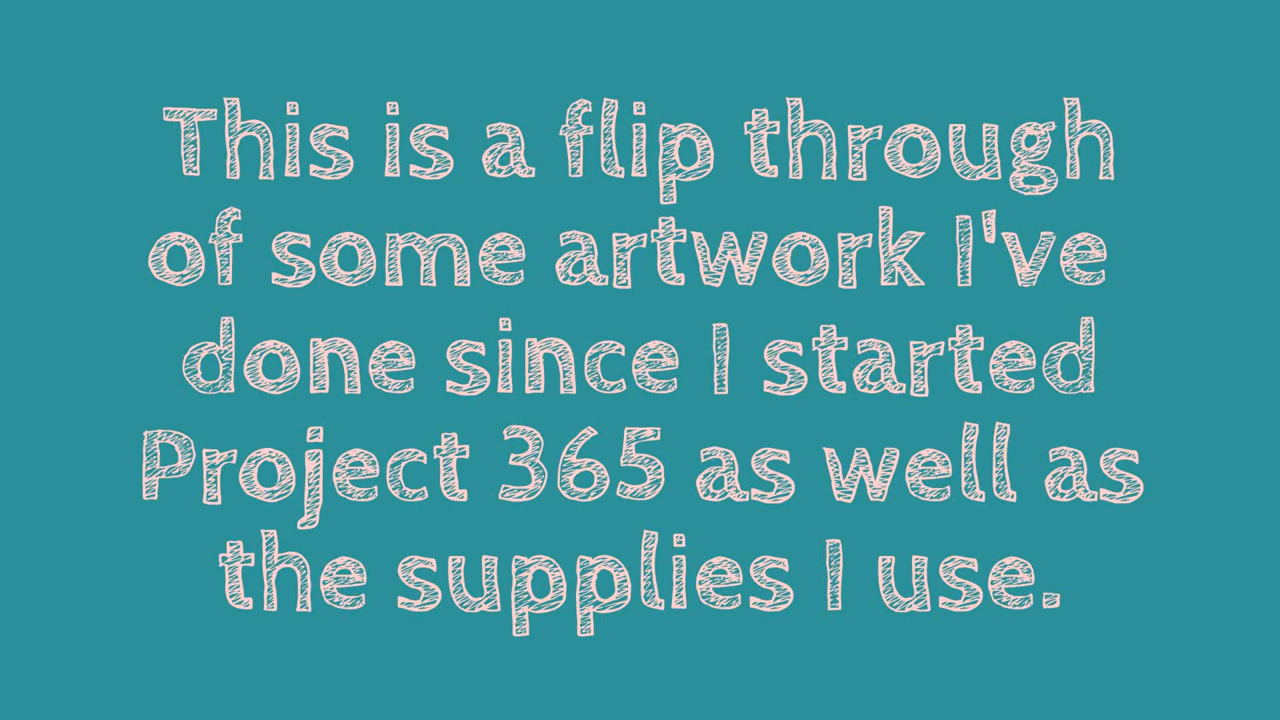 This is a flip through
of some artwork I've
done since I started
Project 365 as well as
the supplies I use.